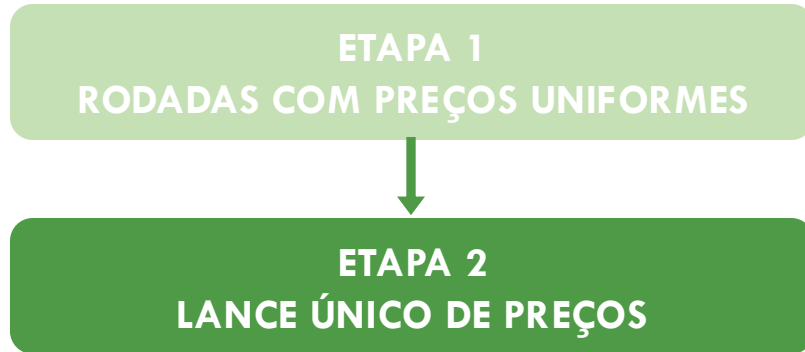 ETAPA 1
RODADAS COM PREÇOS UNIFORMES
ETAPA 2
LANCE ÚNICO DE PREÇOS